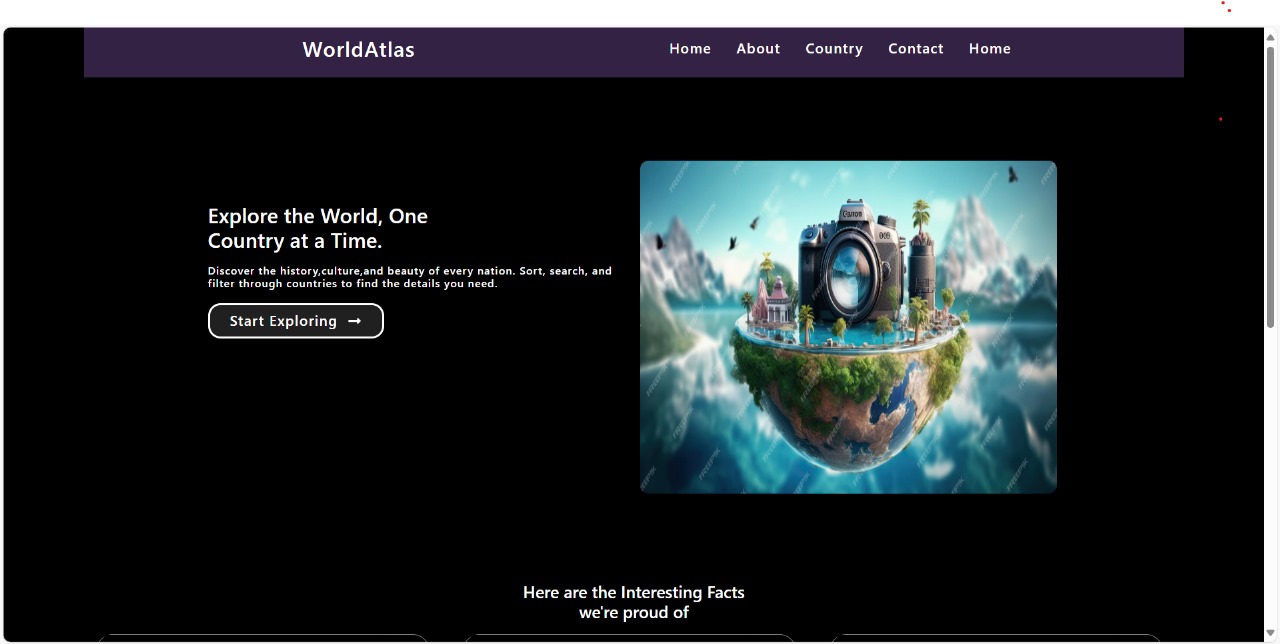 WorldAtlas
Home About Country Contact Home
Explore the World, One
Country at a Time.
Discover the history,culture,and beauty of every nation. Sort, search, and
filter through countries to find the details you need.
Start Exploring →
Canon
FREEPIK
Here are the Interesting Facts
we're proud of